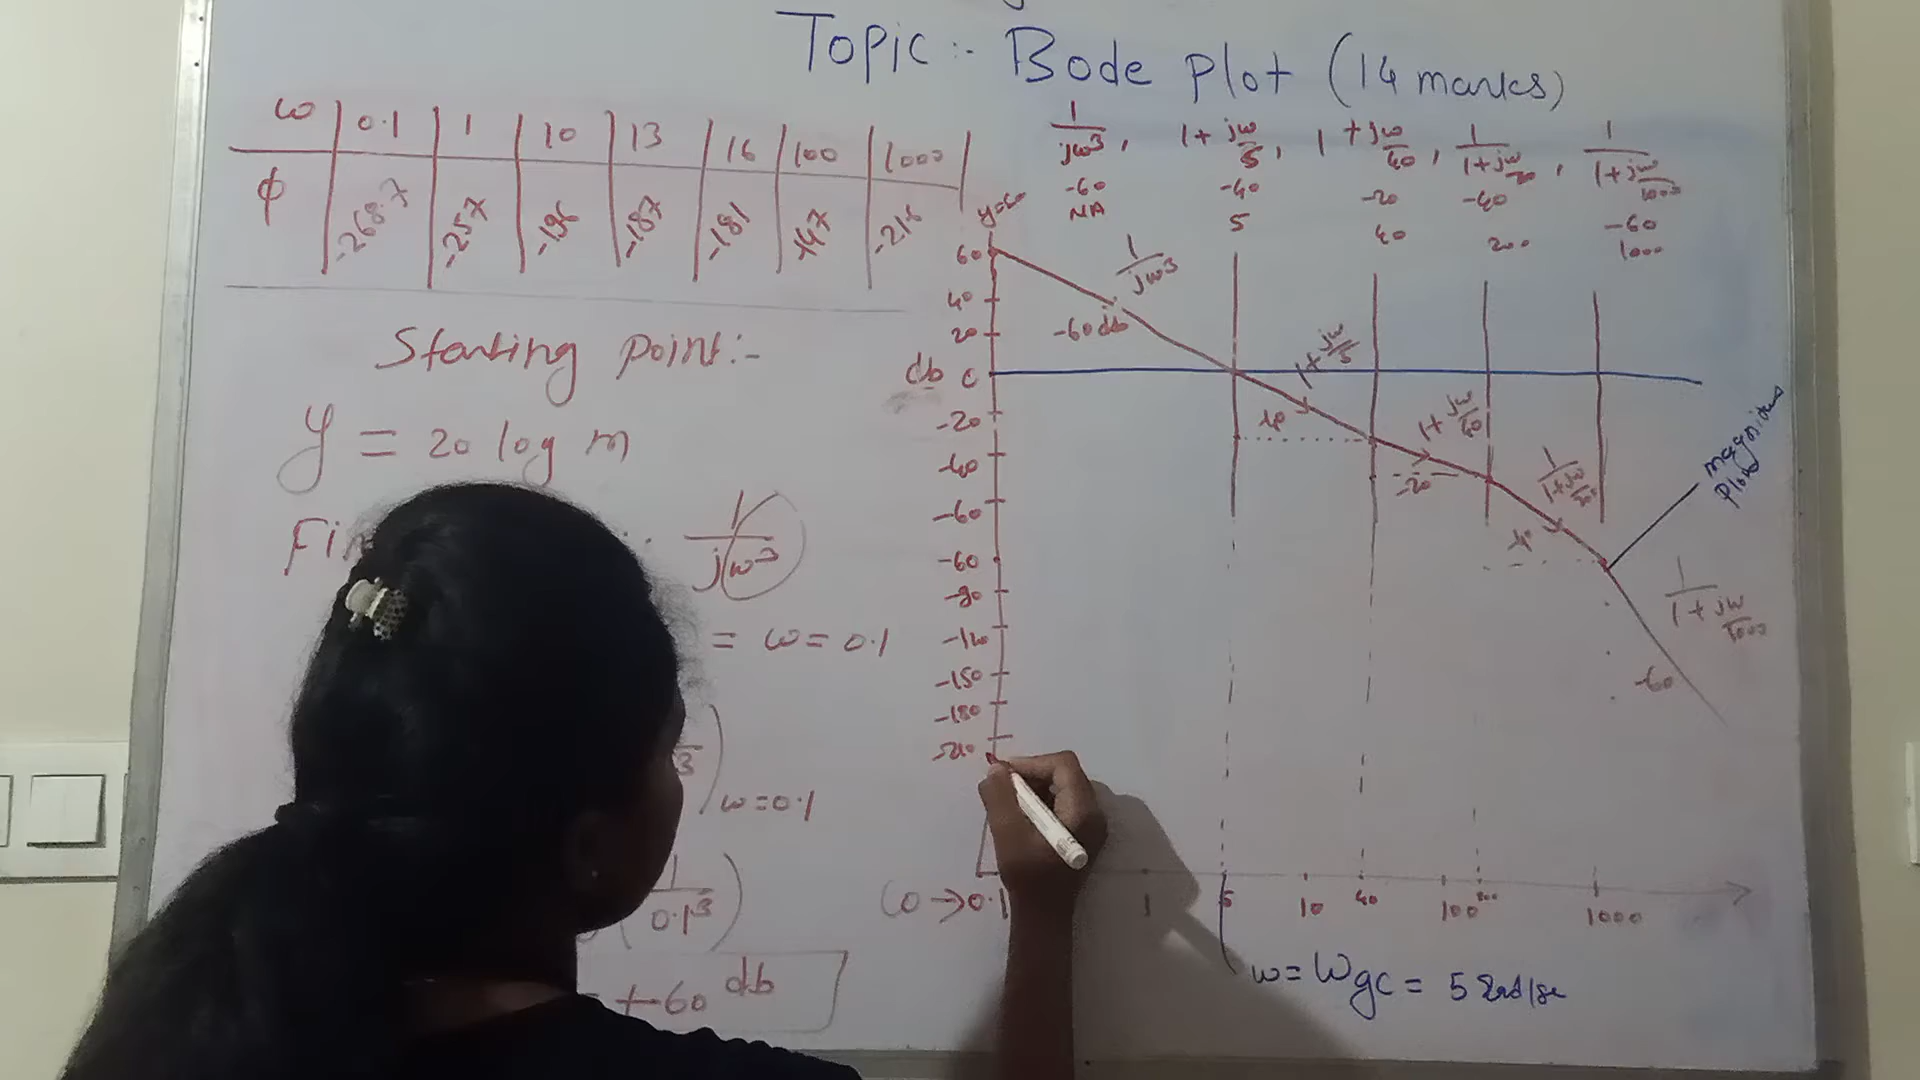 Topic :- Bode plot (14 marks)
ω 0.1 1 10 13 16 100 1000
φ -268.7 -257 -196 -187 -181 -147 -216
1/jω³, 1+jω/5, 1+jω/40, 1/1+jω/200, 1/1+jω/1000
-60 -40 -20 -40 -60
NA 5 40 200 1000
Starting point:-
y = 20 log m
1/jω³
= ω = 0.1
ω = 0.1
1/0.1³
+60 db
y=60
60
40
20
db 0
-20
-40
-60
-60
-90
-120
-150
-180
-210
1/jω³
-60db
1+jω/5
-40
1+jω/40
-20
-40
magnitude plot
1/1+jω/1000
-60
ω→0.1 1 5 10 40 100 200 1000
ω = ωgc = 5 rad/sec